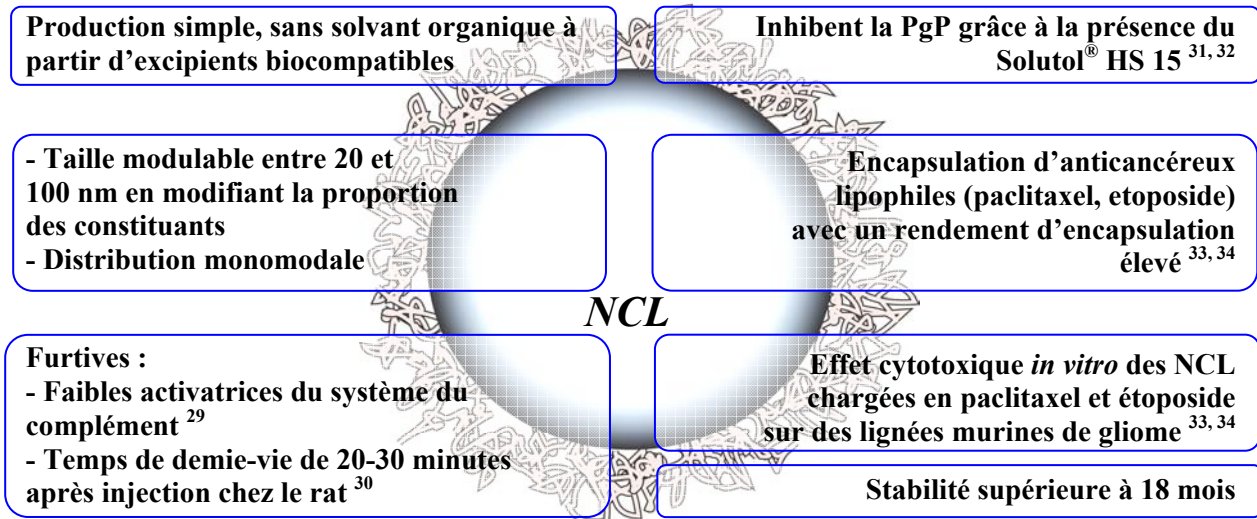 Production simple, sans solvant organique à
partir d'excipients biocompatibles
Inhibent la PgP grâce à la présence du
Solutol® HS 15 31, 32
- Taille modulable entre 20 et
100 nm en modifiant la proportion
des constituants
- Distribution monomodale
Encapsulation d'anticancéreux
lipophiles (paclitaxel, etoposide)
avec un rendement d'encapsulation
élevé 33, 34
NCL
Furtives :
- Faibles activatrices du système du
complément 29
- Temps de demie-vie de 20-30 minutes
après injection chez le rat 30
Effet cytotoxique in vitro des NCL
chargées en paclitaxel et étoposide
sur des lignées murines de gliome 33, 34
Stabilité supérieure à 18 mois